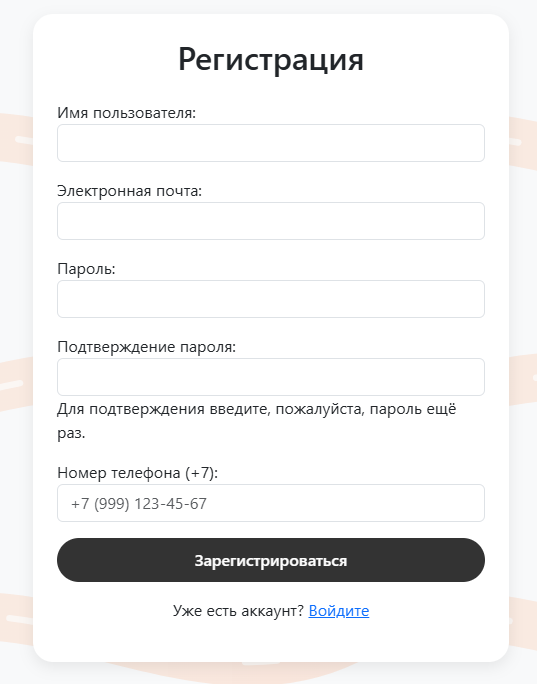 Регистрация
Имя пользователя:
Электронная почта:
Пароль:
Подтверждение пароля:
Для подтверждения введите, пожалуйста, пароль ещё
раз.
Номер телефона (+7):
+7 (999) 123-45-67
Зарегистрироваться
Уже есть аккаунт? Войдите